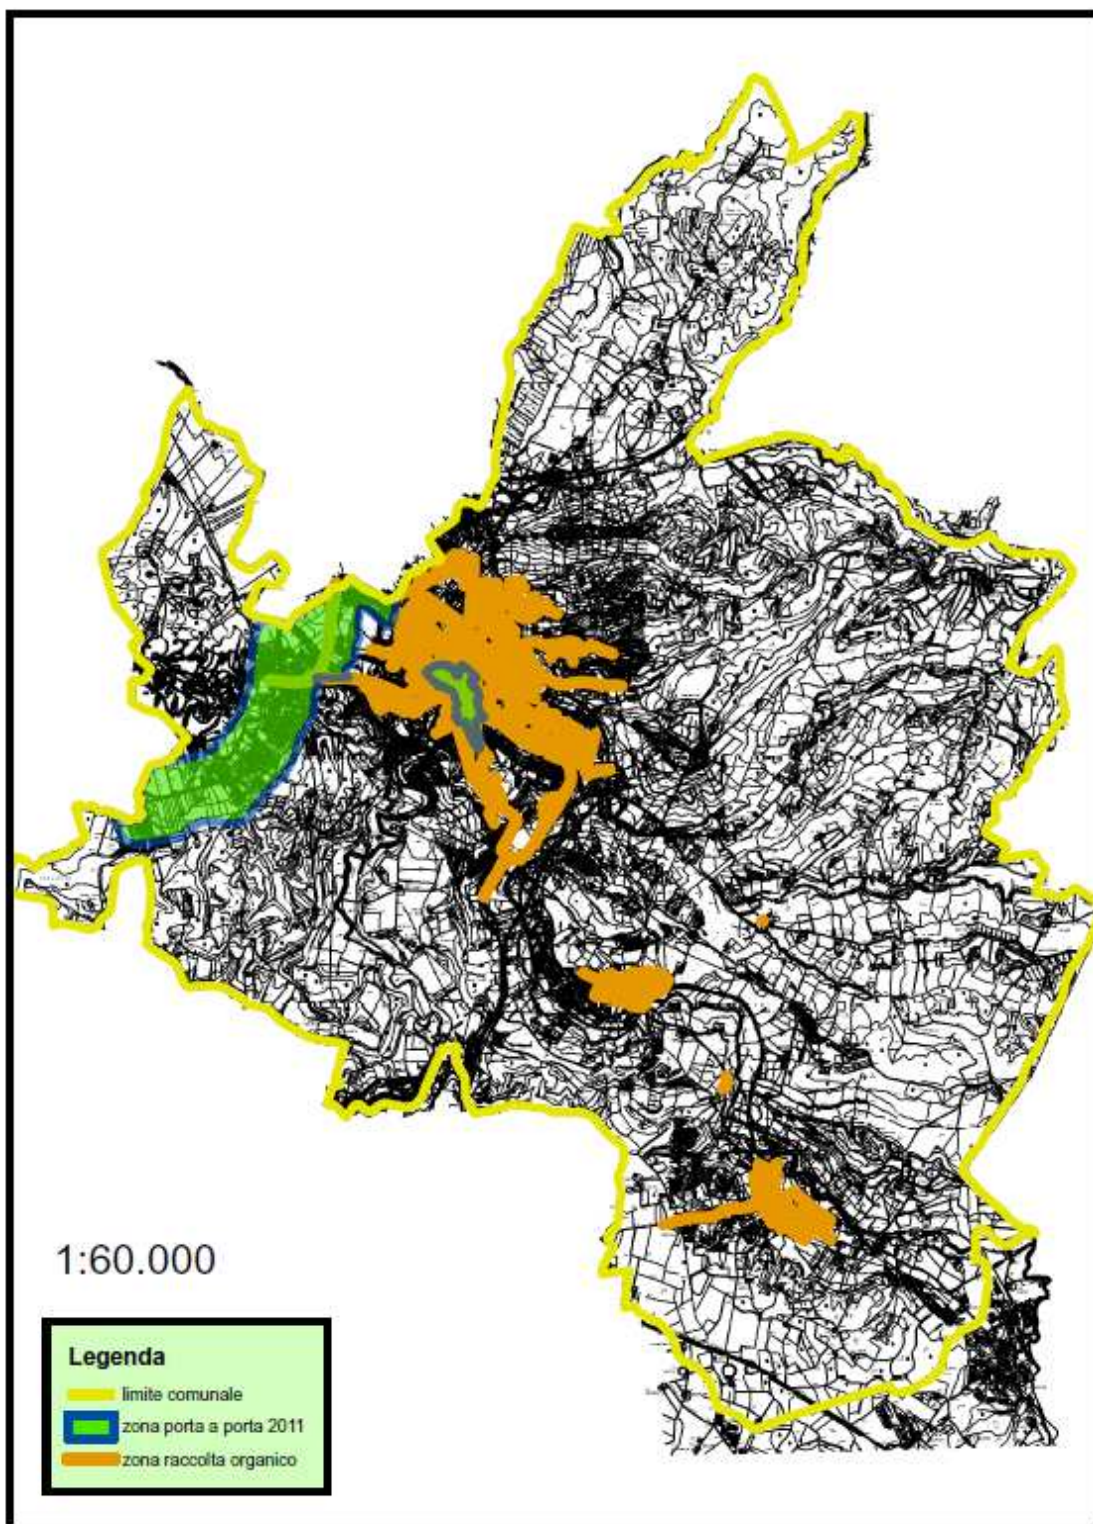 1:60.000
Legenda
limite comunale
zona porta a porta 2011
zona raccolta organico